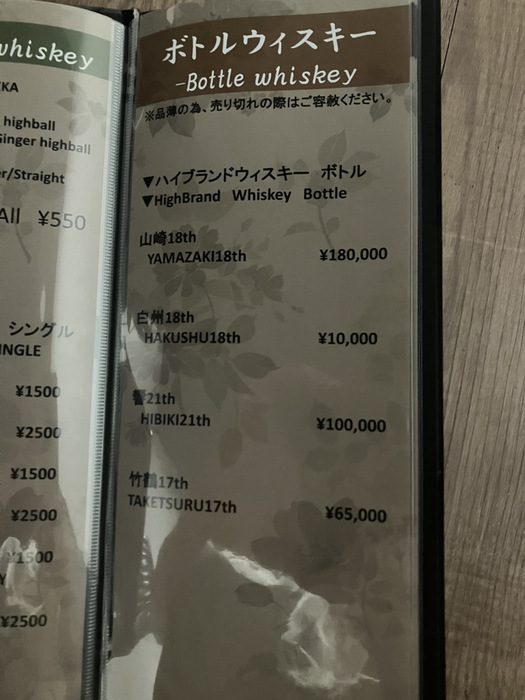 whiskey
KA
highball
Ginger highball
r/Straight
All ¥550
シングル
INGLE
¥1500
¥2500
¥1500
¥2500
¥1500
Y
¥2500
ボトルウィスキー
-Bottle whiskey
※品薄の為、売り切れの際はご容赦ください。
▼ハイブランドウィスキー ボトル
▼HighBrand Whiskey Bottle
山崎18th
YAMAZAKI18th ¥180,000
白州18th
HAKUSHU18th ¥10,000
響21th
HIBIKI21th ¥100,000
竹鶴17th
TAKETSURU17th ¥65,000